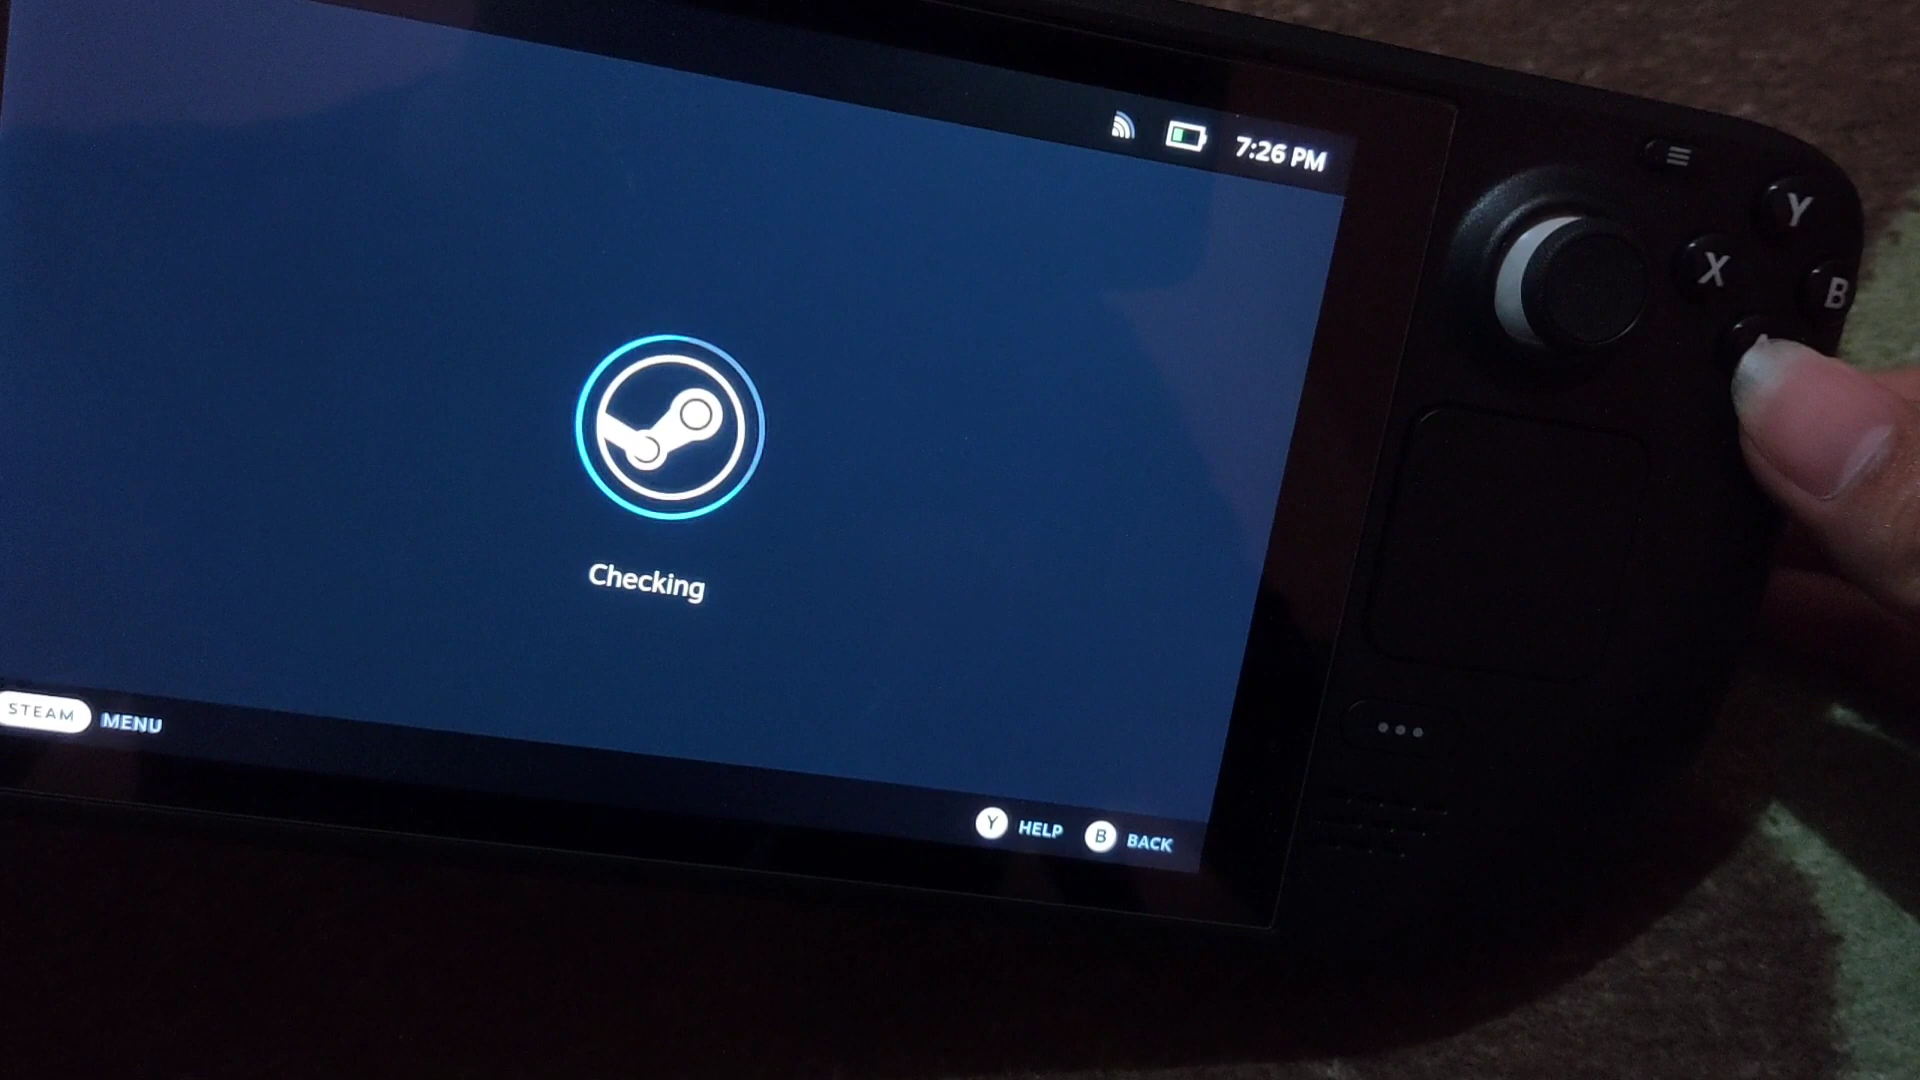 7:26 PM
Y
X
B
Checking
STEAM MENU
Y HELP B BACK